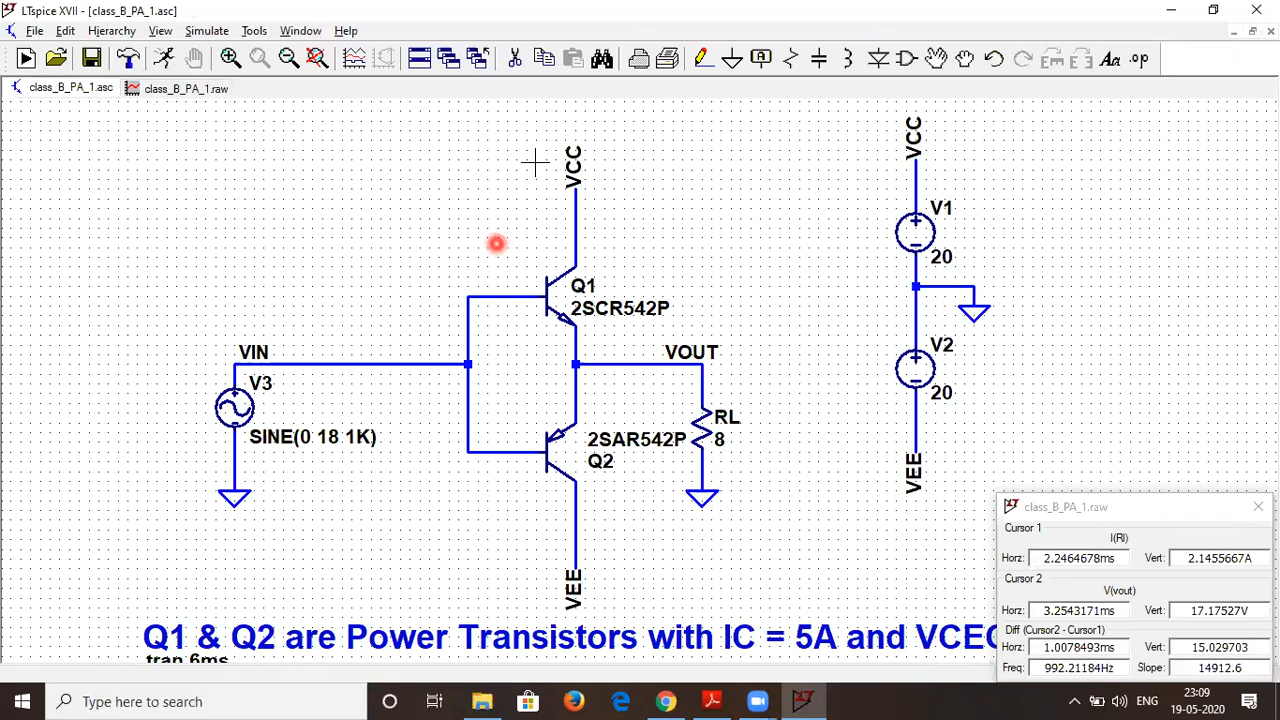 LTspice XVII - [class_B_PA_1.asc]
File Edit Hierarchy View Simulate Tools Window Help
Aa .op
class_B_PA_1.asc class_B_PA_1.raw
VCC
VCC
V1
20
Q1
2SCR542P
VIN
V3
SINE(0 18 1K)
VOUT
V2
20
RL
8
2SAR542P
Q2
VEE
VEE
Q1 & Q2 are Power Transistors with IC = 5A and VCEO
tran 6ms
class_B_PA_1.raw
Cursor 1
I(Rl)
Horz: 2.2464678ms Vert: 2.1455667A
Cursor 2
V(vout)
Horz: 3.2543171ms Vert: 17.17527V
Diff (Cursor2 - Cursor1)
Horz: 1.0078493ms Vert: 15.029703
Freq: 992.21184Hz Slope: 14912.6
Type here to search
ENG
23:09
19-05-2020